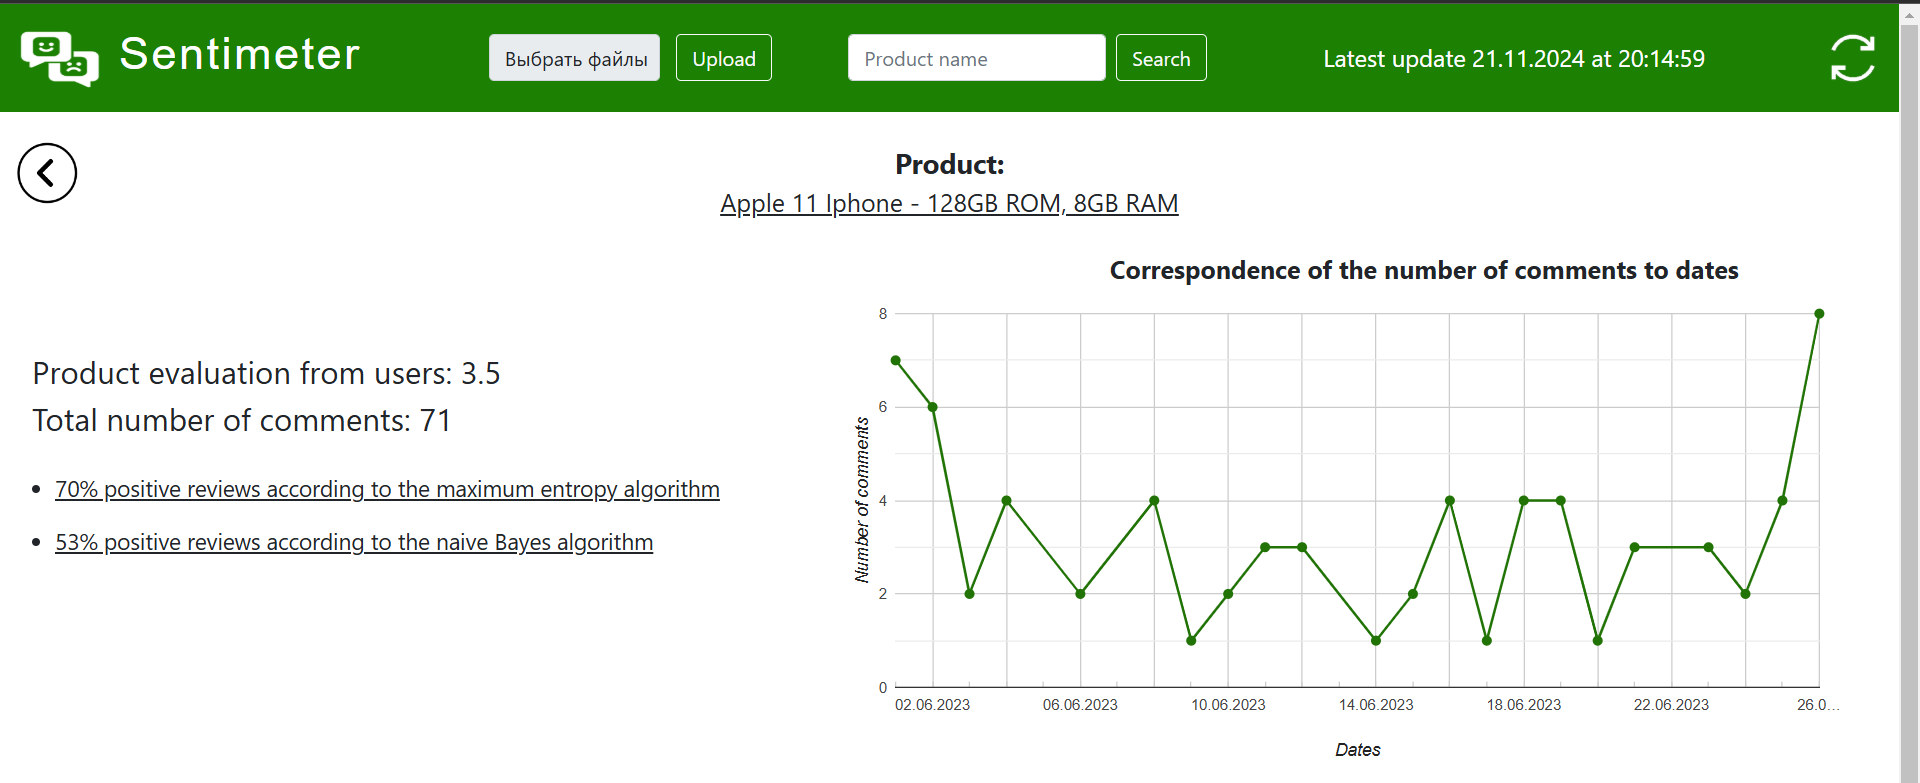 Sentimeter
Выбрать файлы
Upload
Product name
Search
Latest update 21.11.2024 at 20:14:59
Product:
Apple 11 Iphone - 128GB ROM, 8GB RAM
Product evaluation from users: 3.5
Total number of comments: 71
70% positive reviews according to the maximum entropy algorithm
53% positive reviews according to the naive Bayes algorithm
Correspondence of the number of comments to dates
Number of comments
8
6
4
2
0
02.06.2023
06.06.2023
10.06.2023
14.06.2023
18.06.2023
22.06.2023
26.0…
Dates